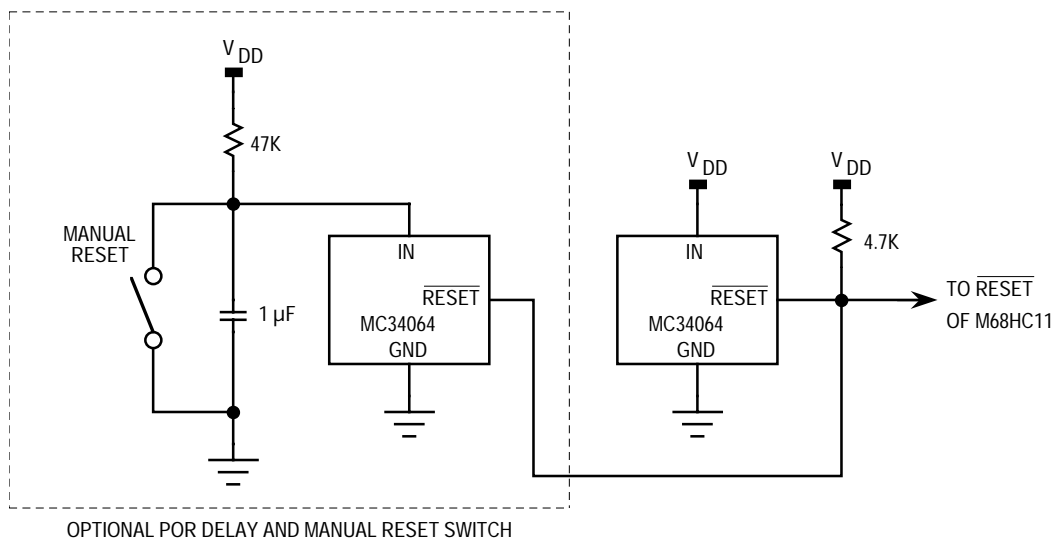 V DD
47K
MANUAL
RESET
1 µF
IN
RESET
MC34064
GND
V DD
IN
RESET
MC34064
GND
V DD
4.7K
TO RESET
OF M68HC11
OPTIONAL POR DELAY AND MANUAL RESET SWITCH